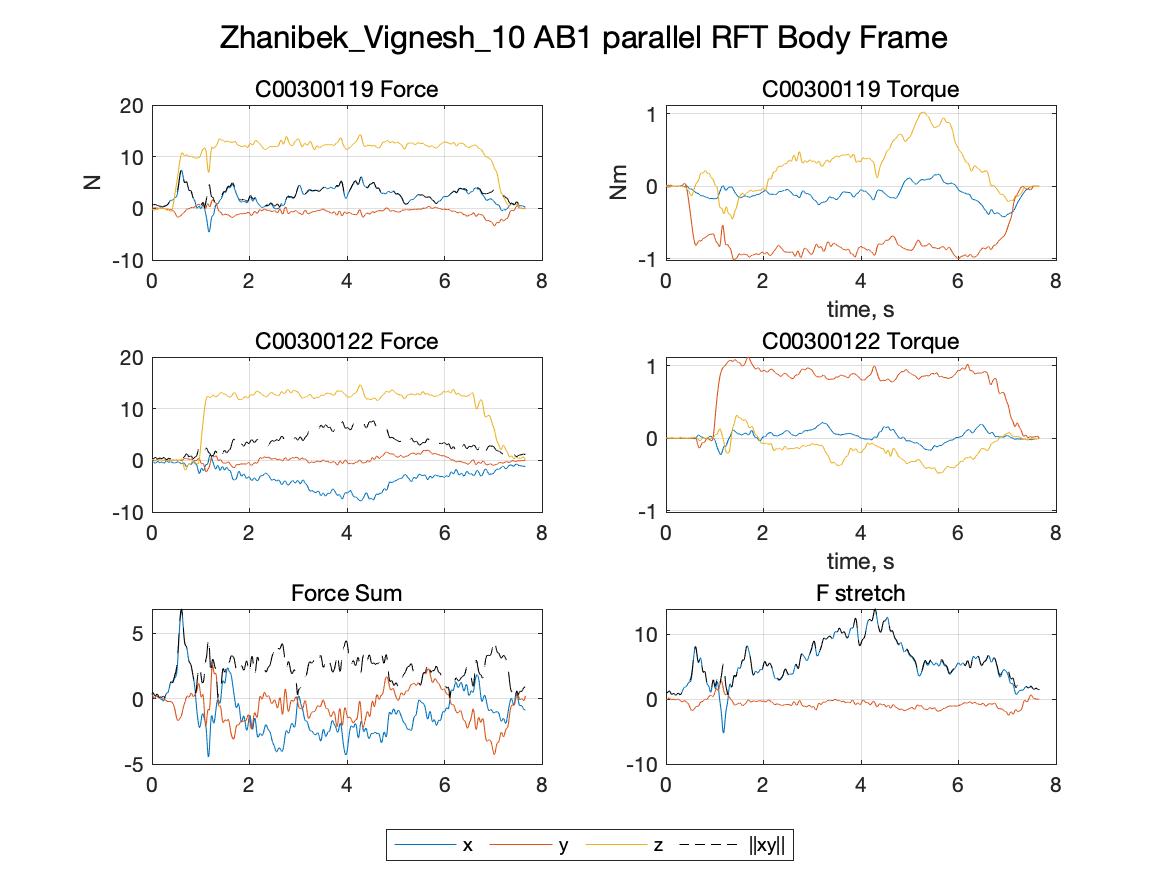 Zhanibek_Vignesh_10 AB1 parallel RFT Body Frame
C00300119 Force
20
10
0
-10
N
0 2 4 6 8
C00300119 Torque
1
0
-1
Nm
0 2 4 6 8
time, s
C00300122 Force
20
10
0
-10
0 2 4 6 8
C00300122 Torque
1
0
-1
0 2 4 6 8
time, s
Force Sum
5
0
-5
0 2 4 6 8
F stretch
10
0
-10
0 2 4 6 8
x y z ||xy||